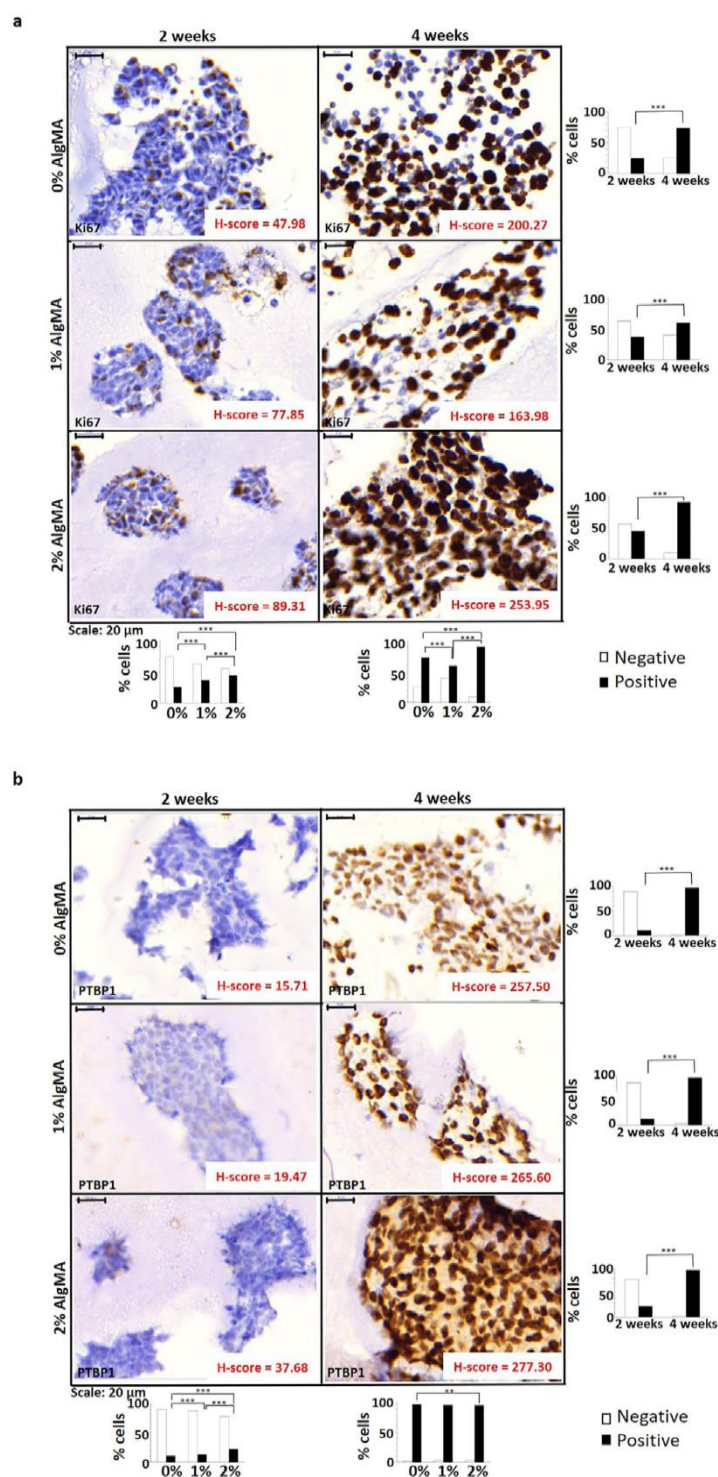 a
2 weeks 4 weeks
0% AlgMA
Ki67
H-score = 47.98
Ki67
H-score = 200.27
% cells
100
50
0
***
2 weeks 4 weeks
1% AlgMA
Ki67
H-score = 77.85
Ki67
H-score = 163.98
% cells
100
50
0
***
2 weeks 4 weeks
2% AlgMA
Ki67
H-score = 89.31
Ki67
H-score = 253.95
% cells
100
50
0
***
2 weeks 4 weeks
Scale: 20 µm
% cells
100
50
0
***
*** ***
0% 1% 2%
% cells
100
50
0
***
*** ***
0% 1% 2%
Negative
Positive
b
2 weeks 4 weeks
0% AlgMA
PTBP1
H-score = 15.71
H-score = 257.50
% cells
100
50
0
***
2 weeks 4 weeks
1% AlgMA
PTBP1
H-score = 19.47
PTBP1
H-score = 265.60
% cells
100
50
0
***
2 weeks 4 weeks
2% AlgMA
PTBP1
H-score = 37.68
PTBP1
H-score = 277.30
% cells
100
50
0
***
2 weeks 4 weeks
Scale: 20 µm
% cells
100
50
0
***
*** ***
0% 1% 2%
% cells
100
50
0
**
0% 1% 2%
Negative
Positive